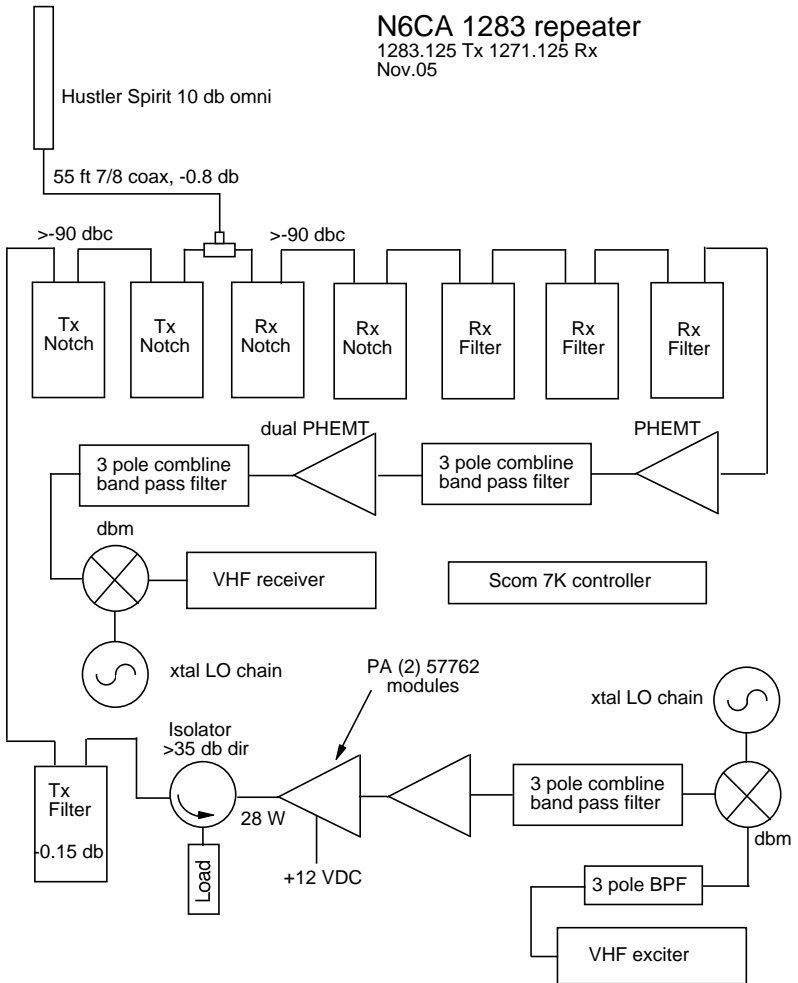 N6CA 1283 repeater
1283.125 Tx 1271.125 Rx
Nov.05
Hustler Spirit 10 db omni
55 ft 7/8 coax, -0.8 db
>-90 dbc
>-90 dbc
Tx
Notch
Tx
Notch
Rx
Notch
Rx
Notch
Rx
Filter
Rx
Filter
Rx
Filter
dual PHEMT
PHEMT
3 pole combline
band pass filter
3 pole combline
band pass filter
dbm
VHF receiver
Scom 7K controller
xtal LO chain
PA (2) 57762
modules
xtal LO chain
Isolator
>35 db dir
Tx
Filter
-0.15 db
28 W
3 pole combline
band pass filter
dbm
Load
+12 VDC
3 pole BPF
VHF exciter